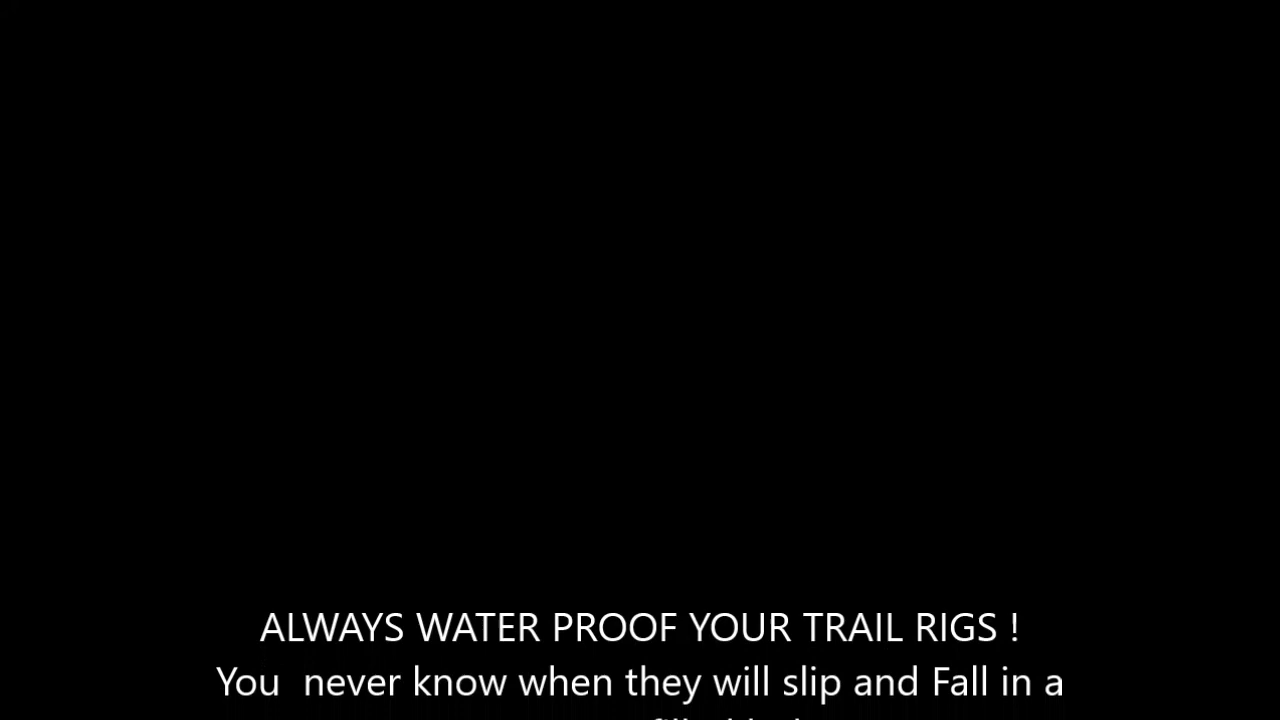 ALWAYS WATER PROOF YOUR TRAIL RIGS !
You  never know when they will slip and Fall in a